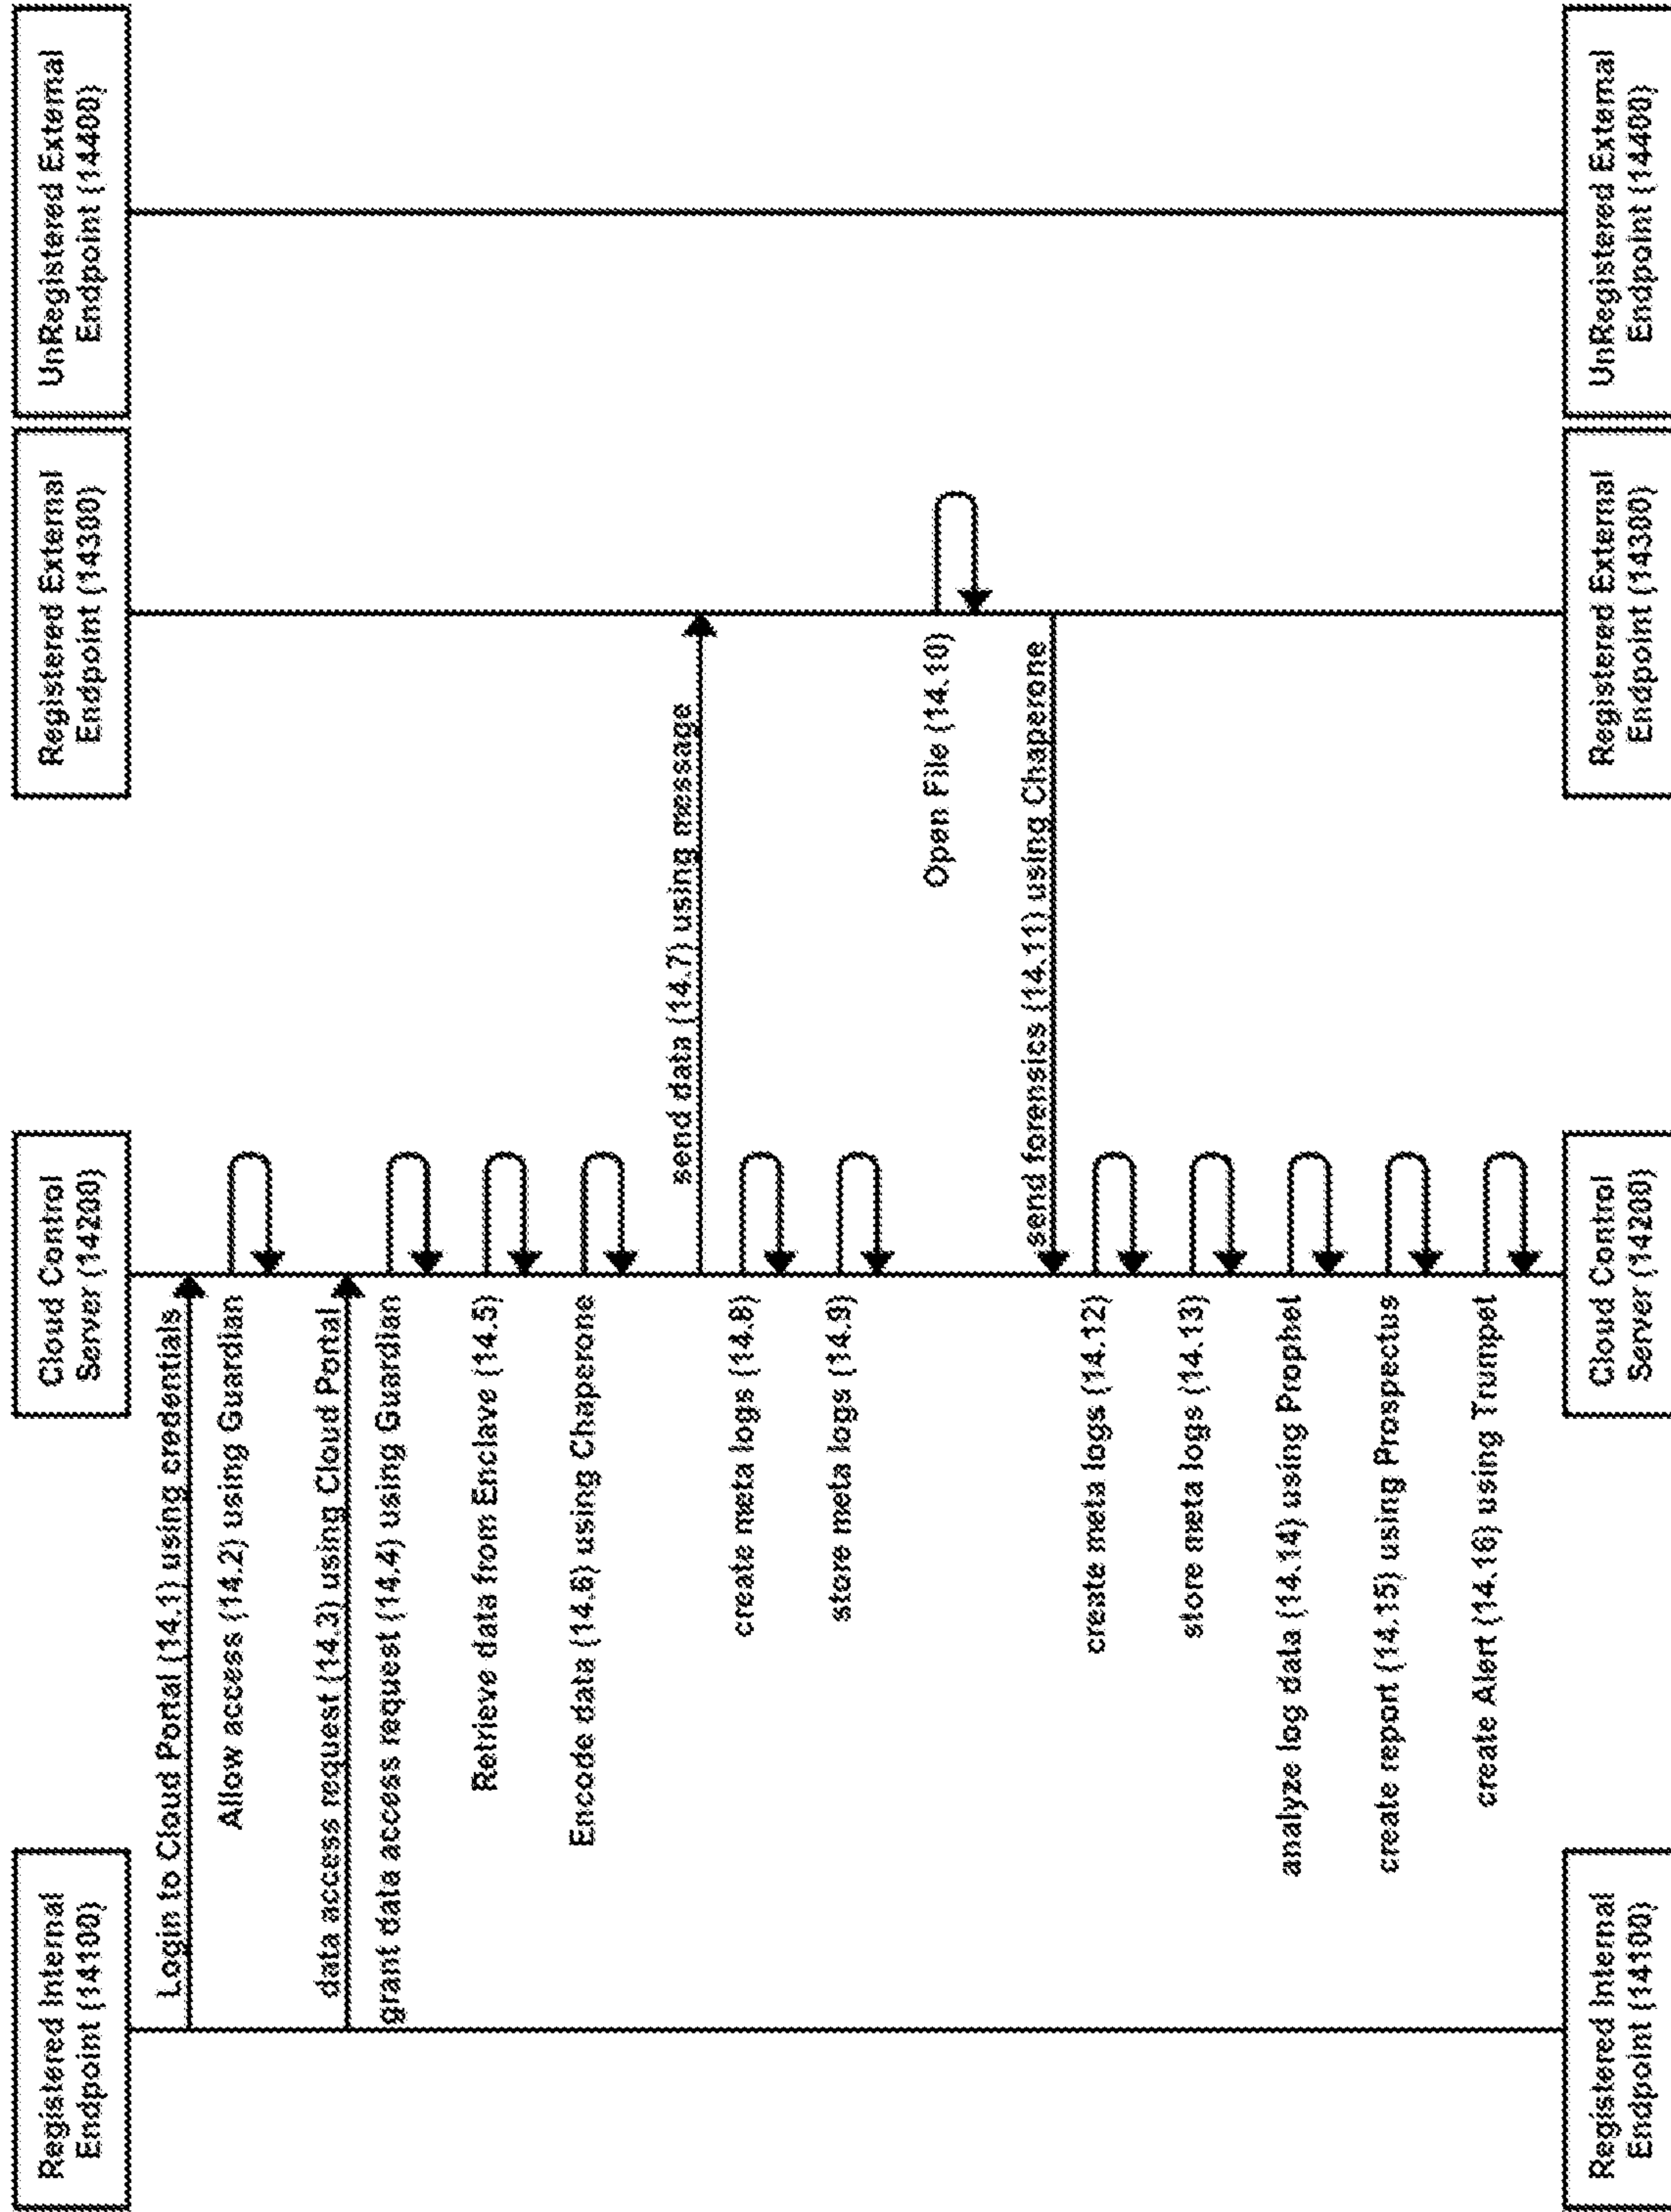 Registered Internal
Endpoint (14100)
Cloud Control
Server (14200)
Registered External
Endpoint (14300)
UnRegistered External
Endpoint (14400)
Login to Cloud Portal (14.1) using credentials
Allow access (14.2) using Guardian
data access request (14.3) using Cloud Portal
grant data access request (14.4) using Guardian
Retrieve data from Enclave (14.5)
Encode data (14.6) using Chaperone
send data (14.7) using message
create meta logs (14.8)
store meta logs (14.9)
Open File (14.10)
send forensics (14.11) using Chaperone
create meta logs (14.12)
store meta logs (14.13)
analyze log data (14.14) using Prophet
create report (14.15) using Prospectus
create Alert (14.16) using Trumpet
Registered Internal
Endpoint (14100)
Cloud Control
Server (14200)
Registered External
Endpoint (14300)
UnRegistered External
Endpoint (14400)